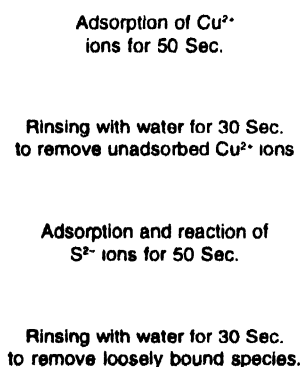 Adsorption of Cu²⁺
ions for 50 Sec.
Rinsing with water for 30 Sec.
to remove unadsorbed Cu²⁺ ions
Adsorption and reaction of
S²⁻ ions for 50 Sec.
Rinsing with water for 30 Sec.
to remove loosely bound species.